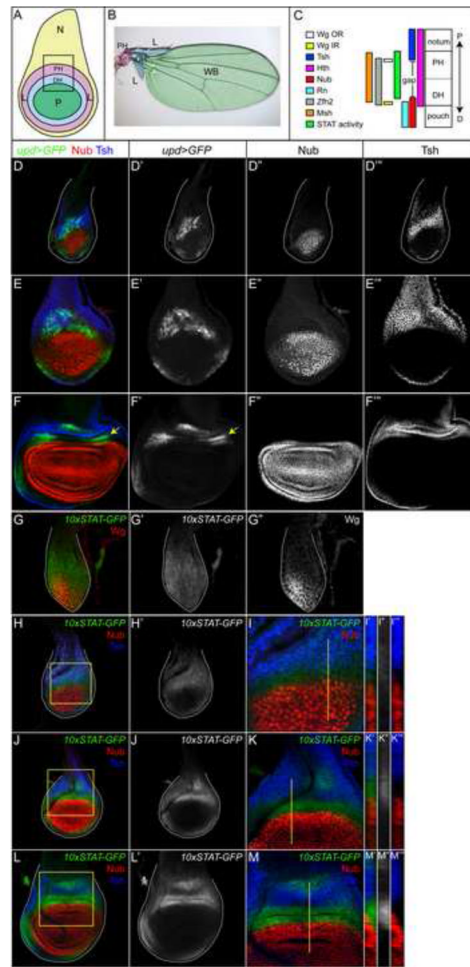 A
N
PH
DH
L
L
P
B
PH
L
L
WB
C
Wg OR
Wg IR
Tsh
Hth
Nub
Rn
Zfh2
Msh
STAT activity
gap
notum
PH
DH
pouch
P
D
upd>GFP Nub Tsh
upd>GFP
Nub
Tsh
D
D'
D"
D'"
E
E'
E"
E'"
F
F'
F"
F'"
G
10xSTAT-GFP
Wg
G'
10xSTAT-GFP
G"
Wg
H
10xSTAT-GFP
Nub
Tsh
H'
10xSTAT-GFP
I
10xSTAT-GFP
Nub
I'
I"
I'"
J
10xSTAT-GFP
Nub
Tsh
J'
10xSTAT-GFP
K
10xSTAT-GFP
Nub
K'
K"
K'"
L
10xSTAT-GFP
Nub
Tsh
L'
10xSTAT-GFP
M
10xSTAT-GFP
Nub
M'
M"
M'"